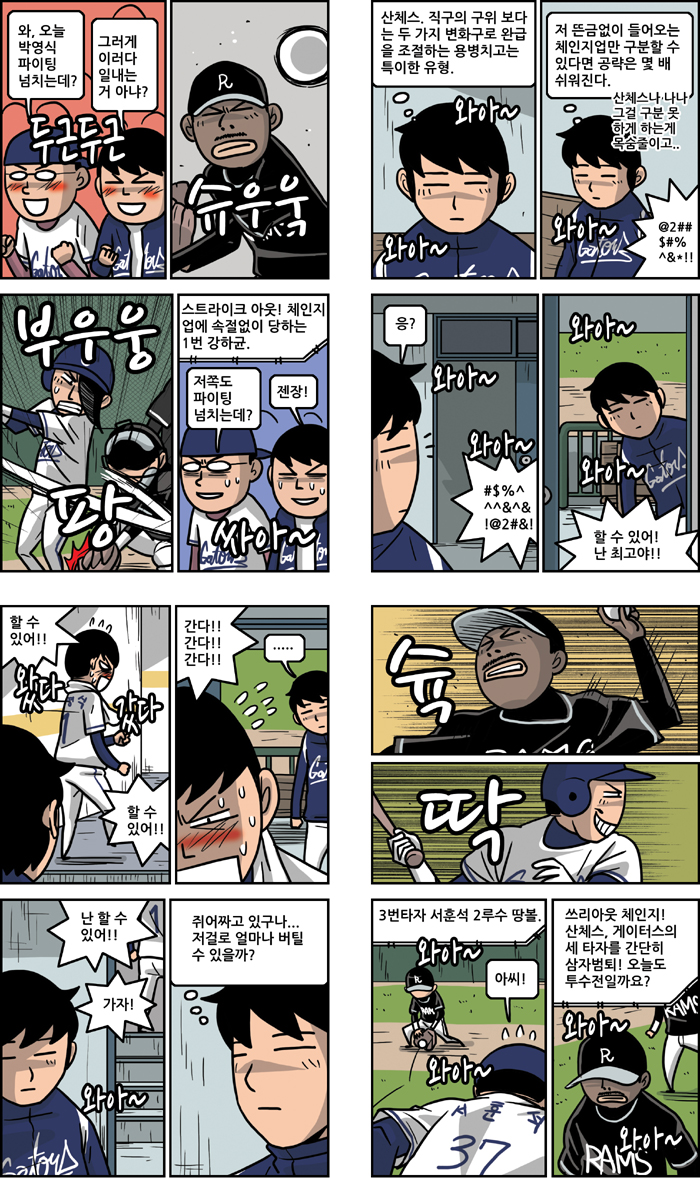 와, 오늘
박영식
파이팅
넘치는데?
그러게
이러다
일내는
거 아냐?
두근두근
R
슈우욱
Gators
부우웅
팡
스트라이크 아웃! 체인지
업에 속절없이 당하는
1번 강하균.
저쪽도
파이팅
넘치는데?
젠장!
싸아~
Gators
산체스. 직구의 구위 보다
는 두 가지 변화구로 완급
을 조절하는 용병치고는
특이한 유형.
와아~
와아~
저 뜬금없이 들어오는
체인지업만 구분할 수
있다면 공략은 몇 배
쉬워진다.
산체스나 나나
그걸 구분 못
하게 하는게
목숨줄이고..
와아~
Gators
@2##
$#%
^&*!!
응?
와아~
와아~
#$%^
^^&^&
!@2#&!
와아~
와아~
Gators
할 수 있어!
난 최고야!!
할 수
있어!!
왔다
갔다
1
할 수
있어!!
간다!!
간다!!
간다!!
.....
Gators
난 할 수
있어!!
가자!
와아~
Gators
쥐어짜고 있구나...
저걸로 얼마나 버틸
수 있을까?
슉
RAMS
딱
3번타자 서훈석 2루수 땅볼.
와아~
R
아씨!
와아~
서훈석
37
쓰리아웃 체인지!
산체스, 게이터스의
세 타자를 간단히
삼자범퇴! 오늘도
투수전일까요?
RAMS
와아~
R
와아~
RAMS